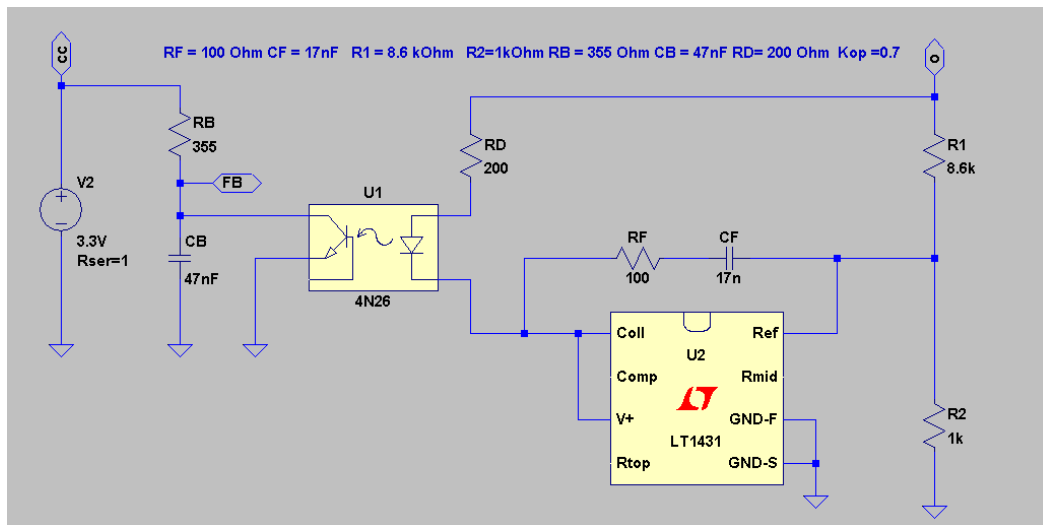 RF = 100 Ohm CF = 17nF R1 = 8.6 kOhm R2=1kOhm RB = 355 Ohm CB = 47nF RD= 200 Ohm Kop =0.7
cc
o
RB
355
RD
200
R1
8.6k
FB
V2
3.3V
Rser=1
CB
47nF
U1
4N26
RF
100
CF
17n
Coll
Ref
U2
Comp
Rmid
V+
GND-F
LT1431
Rtop
GND-S
R2
1k